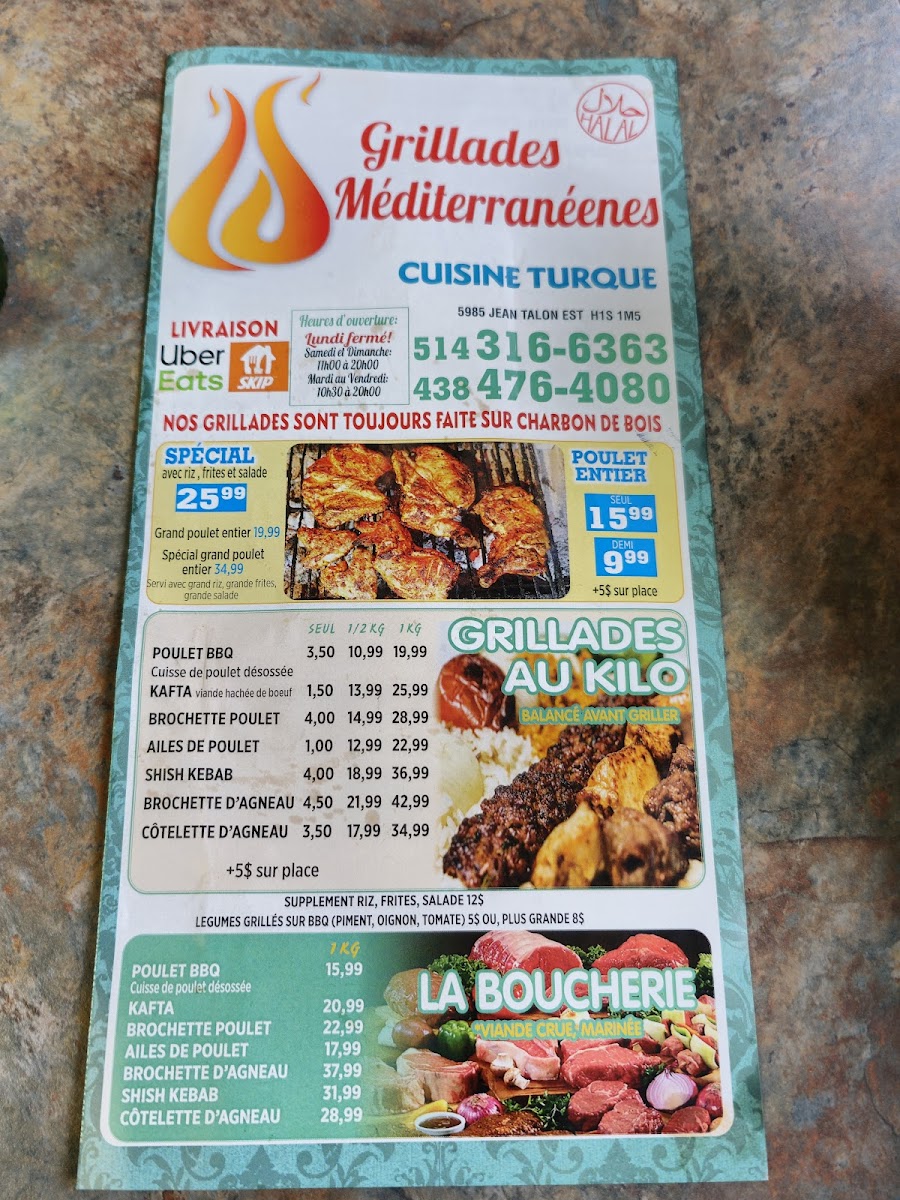 حلال
HALAL
Grillades
Méditerranéenes
CUISINE TURQUE
5985 JEAN TALON EST H1S 1M5
514 316-6363
438 476-4080
LIVRAISON
Uber
Eats
SKIP
Heures d'ouverture:
Lundi fermé!
Samedi et Dimanche:
11h00 à 20h00
Mardi au Vendredi:
10h30 à 20h00
NOS GRILLADES SONT TOUJOURS FAITE SUR CHARBON DE BOIS
SPÉCIAL
avec riz , frites et salade
25 99
Grand poulet entier 19,99
Spécial grand poulet
entier 34,99
Servi avec grand riz, grande frites,
grande salade
POULET
ENTIER
SEUL
15 99
DEMI
9 99
+5$ sur place
GRILLADES
AU KILO
BALANCÉ AVANT GRILLER
SEUL 1/2 KG 1 KG
POULET BBQ 3,50 10,99 19,99
Cuisse de poulet désossée
KAFTA viande hachée de boeuf 1,50 13,99 25,99
BROCHETTE POULET 4,00 14,99 28,99
AILES DE POULET 1,00 12,99 22,99
SHISH KEBAB 4,00 18,99 36,99
BROCHETTE D'AGNEAU 4,50 21,99 42,99
CÔTELETTE D'AGNEAU 3,50 17,99 34,99
+5$ sur place
SUPPLEMENT RIZ, FRITES, SALADE 12$
LEGUMES GRILLÉS SUR BBQ (PIMENT, OIGNON, TOMATE) 5$ OU, PLUS GRANDE 8$
LA BOUCHERIE
*VIANDE CRUE, MARINÉE
1 KG
POULET BBQ 15,99
Cuisse de poulet désossée
KAFTA 20,99
BROCHETTE POULET 22,99
AILES DE POULET 17,99
BROCHETTE D'AGNEAU 37,99
SHISH KEBAB 31,99
CÔTELETTE D'AGNEAU 28,99